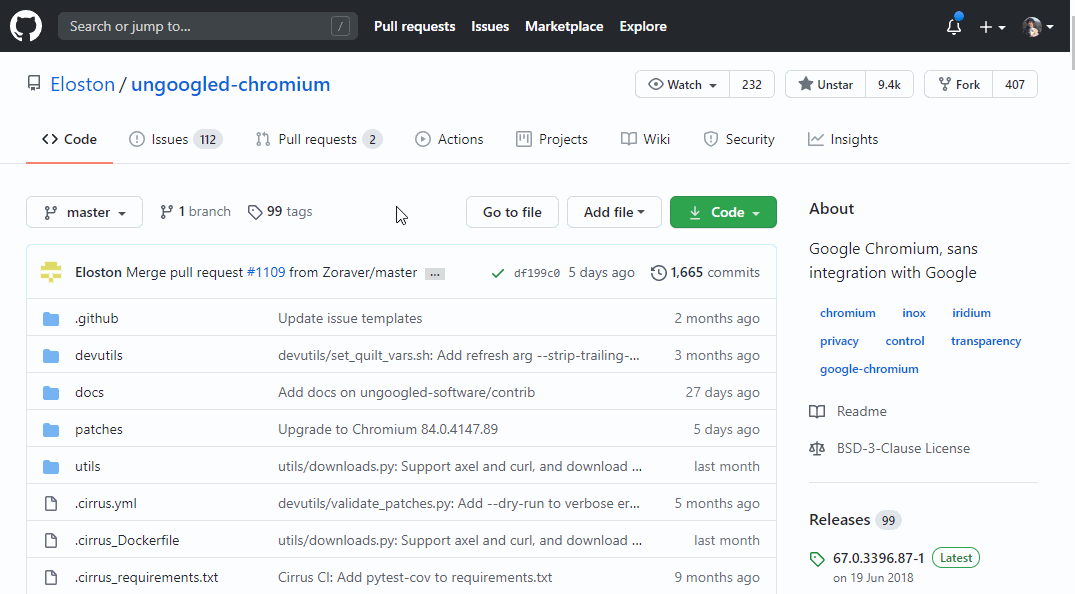 Search or jump to... /
Pull requests Issues Marketplace Explore
Eloston / ungoogled-chromium
Watch 232 Unstar 9.4k Fork 407
Code Issues 112 Pull requests 2 Actions Projects Wiki Security Insights
master 1 branch 99 tags Go to file Add file Code
Eloston Merge pull request #1109 from Zoraver/master ... df199c0 5 days ago 1,665 commits
.github Update issue templates 2 months ago
devutils devutils/set_quilt_vars.sh: Add refresh arg --strip-trailing-... 3 months ago
docs Add docs on ungoogled-software/contrib 27 days ago
patches Upgrade to Chromium 84.0.4147.89 5 days ago
utils utils/downloads.py: Support axel and curl, and download ... last month
.cirrus.yml devutils/validate_patches.py: Add --dry-run to verbose er... 5 months ago
.cirrus_Dockerfile utils/downloads.py: Support axel and curl, and download ... last month
.cirrus_requirements.txt Cirrus CI: Add pytest-cov to requirements.txt 9 months ago
About
Google Chromium, sans
integration with Google
chromium inox iridium
privacy control transparency
google-chromium
Readme
BSD-3-Clause License
Releases 99
67.0.3396.87-1 Latest
on 19 Jun 2018